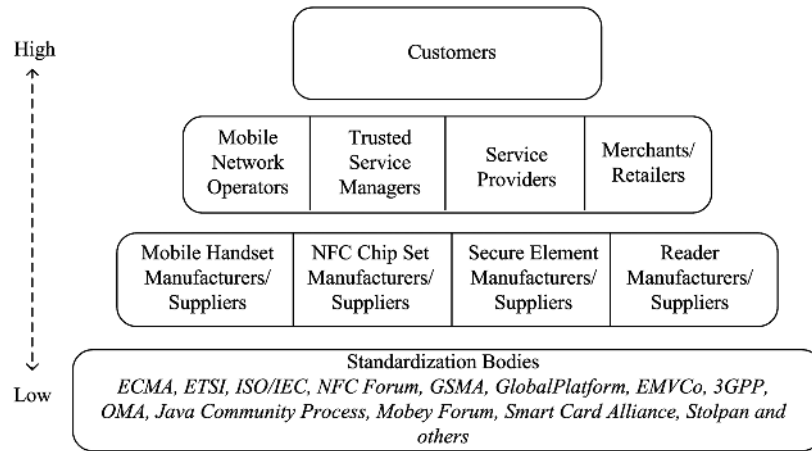 High
Customers
Mobile Network Operators
Trusted Service Managers
Service Providers
Merchants/ Retailers
Mobile Handset Manufacturers/ Suppliers
NFC Chip Set Manufacturers/ Suppliers
Secure Element Manufacturers/ Suppliers
Reader Manufacturers/ Suppliers
Low
Standardization Bodies
ECMA, ETSI, ISO/IEC, NFC Forum, GSMA, GlobalPlatform, EMVCo, 3GPP,
OMA, Java Community Process, Mobey Forum, Smart Card Alliance, Stolpan and
others